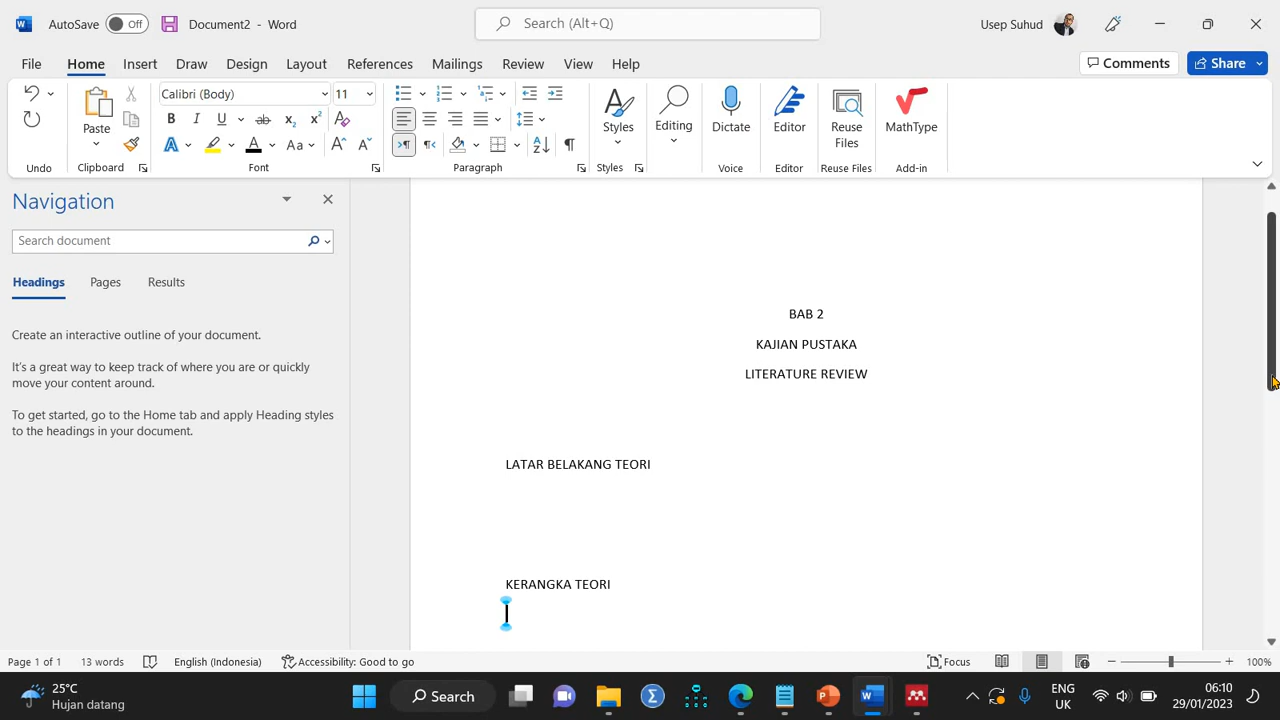 AutoSave Off Document2 - Word Search (Alt+Q) Usep Suhud
File Home Insert Draw Design Layout References Mailings Review View Help Comments Share
Calibri (Body) 11
Paste Styles Editing Dictate Editor Reuse Files MathType
Undo Clipboard Font Paragraph Styles Voice Editor Reuse Files Add-in
Navigation
Search document
Headings Pages Results
Create an interactive outline of your document.
It's a great way to keep track of where you are or quickly
move your content around.
To get started, go to the Home tab and apply Heading styles
to the headings in your document.
BAB 2
KAJIAN PUSTAKA
LITERATURE REVIEW
LATAR BELAKANG TEORI
KERANGKA TEORI
Page 1 of 1 13 words English (Indonesia) Accessibility: Good to go Focus 100%
25°C
Hujan datang
Search
ENG
UK
06:10
29/01/2023